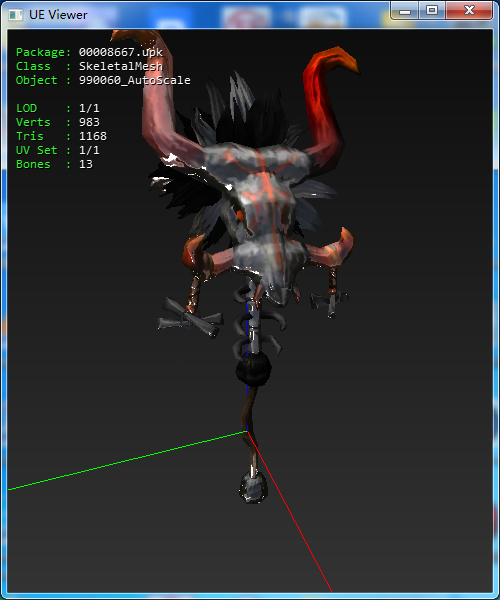 UE Viewer
Package: 00008667.upk
Class : SkeletalMesh
Object : 990060_AutoScale
LOD : 1/1
Verts : 983
Tris : 1168
UV Set : 1/1
Bones : 13